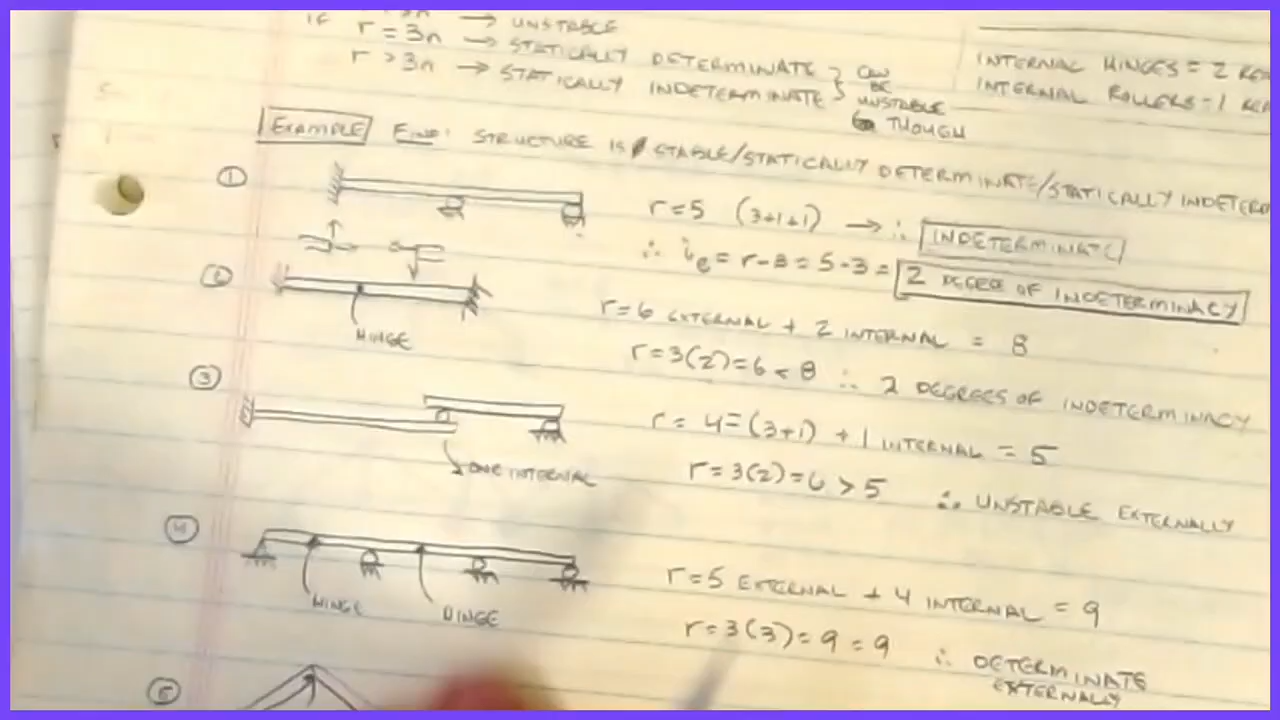 IF
r = 3n → UNSTABLE
r = 3n → STATICALLY DETERMINATE
r > 3n → STATICALLY INDETERMINATE
UNSTABLE
THOUGH
INTERNAL HINGES = 2
INTERNAL ROLLERS = 1
EXAMPLE FIND: STRUCTURE IS STABLE/STATICALLY DETERMINATE/STATICALLY
① r = 5 (3+1+1) → ∴ INDETERMINATE
∴ ie = r-3 = 5-3 = 2 DEGREE OF INDETERMINACY
②
HINGE
r = 6 EXTERNAL + 2 INTERNAL = 8
r = 3(2) = 6 < 8 ∴ 2 DEGREES OF INDETERMINACY
③
ONE INTERNAL
r = 4 = (3+1) + 1 INTERNAL = 5
r = 3(2) = 6 > 5 ∴ UNSTABLE EXTERNALLY
④
HINGE HINGE
r = 5 EXTERNAL + 4 INTERNAL = 9
r = 3(3) = 9 = 9 ∴ DETERMINATE
EXTERNALLY
⑤